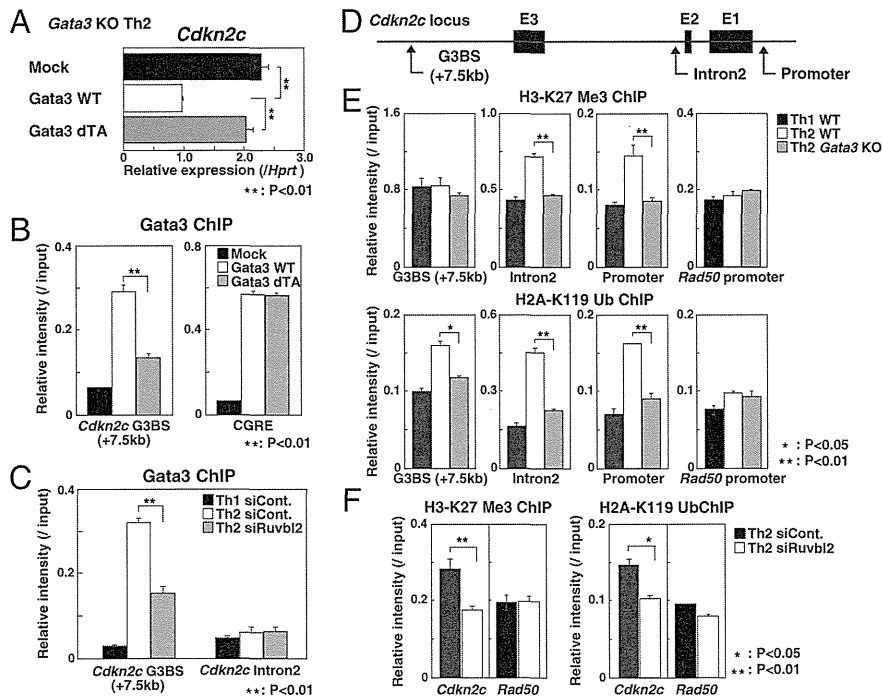 A
Gata3 KO Th2
Cdkn2c
Mock
Gata3 WT
Gata3 dTA
**
**
0 1.0 2.0 3.0
Relative expression (/Hprt )
**: P<0.01
B
Gata3 ChIP
Mock
Gata3 WT
Gata3 dTA
Relative intensity (/ input)
0.4
0.2
0
**
Cdkn2c G3BS
(+7.5kb)
0.8
0.4
0
CGRE
**: P<0.01
C
Gata3 ChIP
Th1 siCont.
Th2 siCont.
Th2 siRuvbl2
Relative intensity (/ input)
0.4
0.2
0
**
Cdkn2c G3BS
(+7.5kb)
Cdkn2c Intron2
**: P<0.01
D
Cdkn2c locus
E3
E2
E1
G3BS
(+7.5kb)
Intron2
Promoter
E
H3-K27 Me3 ChIP
Th1 WT
Th2 WT
Th2 Gata3 KO
Relative intensity (/ input)
1.6
0.8
0
G3BS (+7.5kb)
1.0
0.5
0
**
Intron2
0.2
0.1
0
**
Promoter
0.4
0.2
0
Rad50 promoter
H2A-K119 Ub ChIP
Relative intensity (/ input)
0.2
0.1
0
*
G3BS (+7.5kb)
0.6
0.3
0
**
Intron2
0.2
0.1
0
**
Promoter
0.2
0.1
0
Rad50 promoter
* : P<0.05
** : P<0.01
F
H3-K27 Me3 ChIP
Relative intensity (/ input)
0.4
0.2
0
**
Cdkn2c Rad50
H2A-K119 UbChIP
Relative intensity (/ input)
0.2
0.1
0
*
Cdkn2c Rad50
Th2 siCont.
Th2 siRuvbl2
* : P<0.05
** : P<0.01